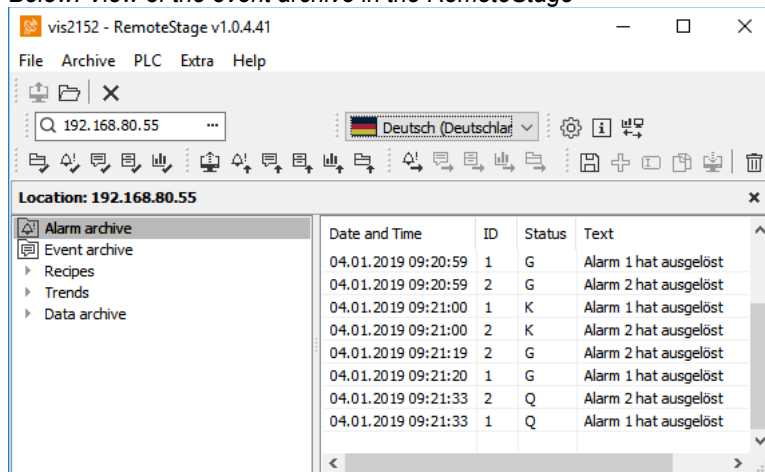 Below: View of the event archive in the RemoteStage
vis2152 - RemoteStage v1.0.4.41
File Archive PLC Extra Help
192.168.80.55 ...
Deutsch (Deutschlar
Location: 192.168.80.55
Alarm archive
Event archive
Recipes
Trends
Data archive
Date and Time ID Status Text
04.01.2019 09:20:59 1 G Alarm 1 hat ausgelöst
04.01.2019 09:20:59 2 G Alarm 2 hat ausgelöst
04.01.2019 09:21:00 1 K Alarm 1 hat ausgelöst
04.01.2019 09:21:00 2 K Alarm 2 hat ausgelöst
04.01.2019 09:21:19 2 G Alarm 2 hat ausgelöst
04.01.2019 09:21:20 1 G Alarm 1 hat ausgelöst
04.01.2019 09:21:33 2 Q Alarm 2 hat ausgelöst
04.01.2019 09:21:33 1 Q Alarm 1 hat ausgelöst